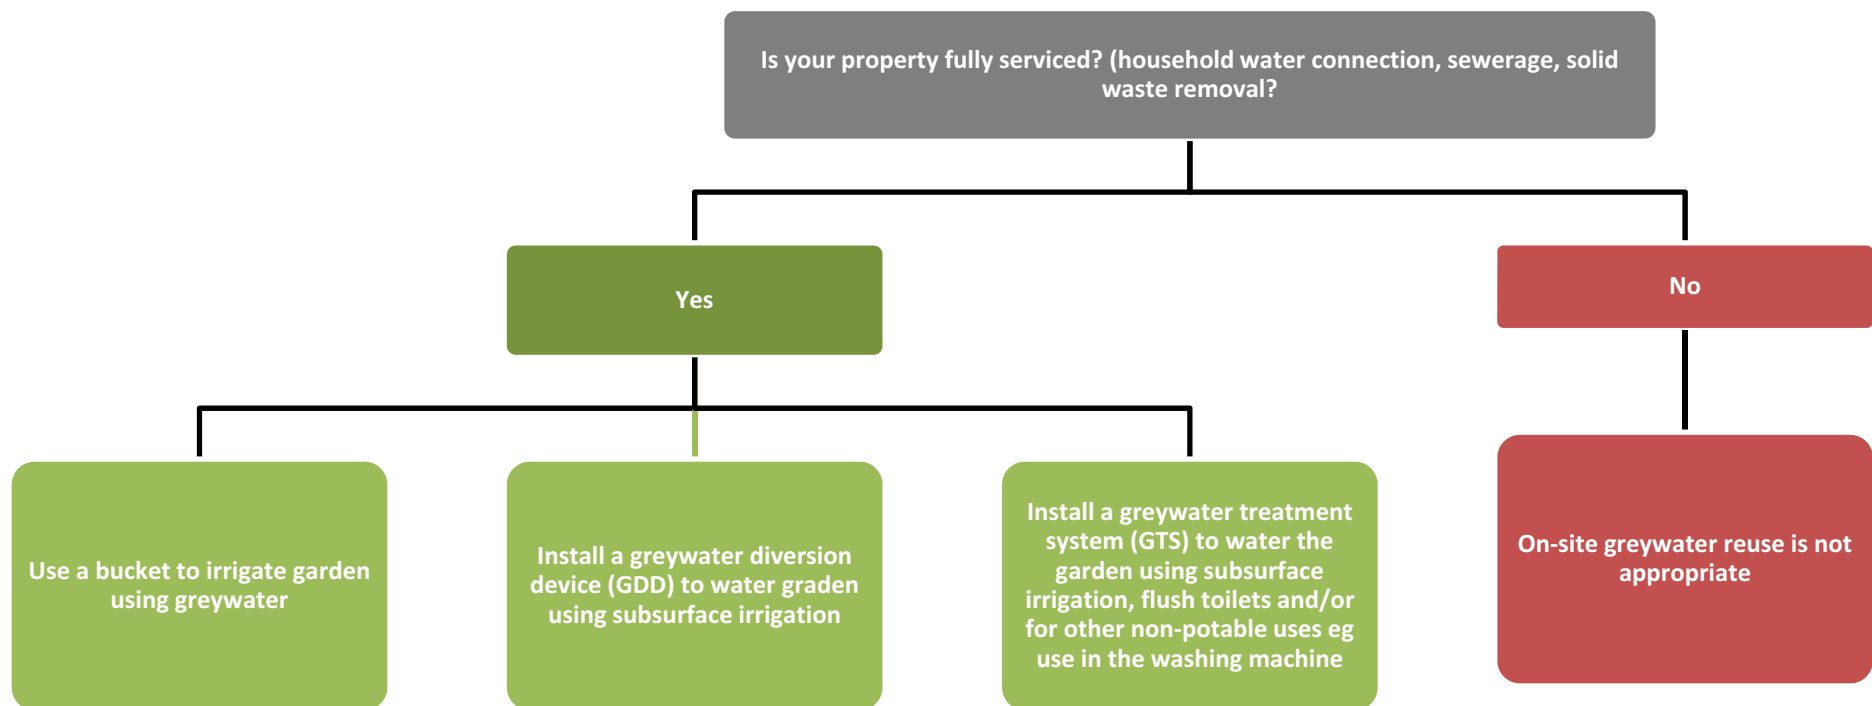 Is your property fully serviced? (household water connection, sewerage, solid
waste removal?
Yes
No
Use a bucket to irrigate garden
using greywater
Install a greywater diversion
device (GDD) to water graden
using subsurface irrigation
Install a greywater treatment
system (GTS) to water the
garden using subsurface
irrigation, flush toilets and/or
for other non-potable uses eg
use in the washing machine
On-site greywater reuse is not
appropriate